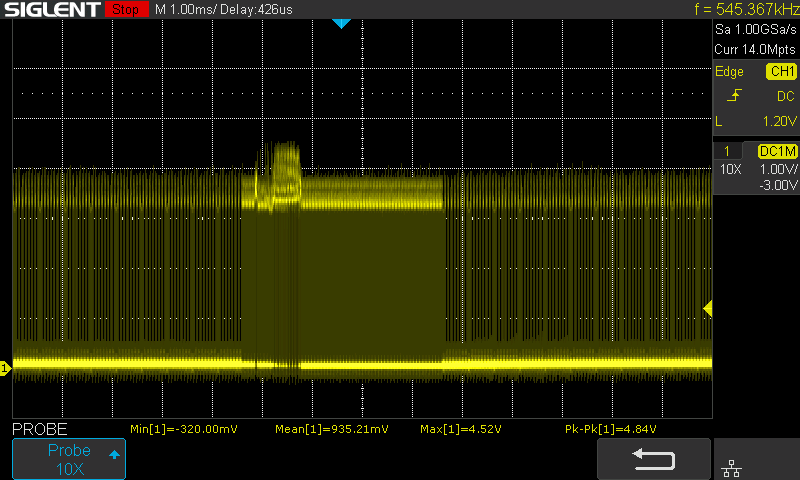 SIGLENT Stop M 1.00ms/ Delay:426us f = 545.367kHz
Sa 1.00GSa/s
Curr 14.0Mpts
Edge CH1
DC
L 1.20V
1 DC1M
10X 1.00V/
-3.00V
1
PROBE Min[1]=-320.00mV Mean[1]=935.21mV Max[1]=4.52V Pk-Pk[1]=4.84V
Probe
10X